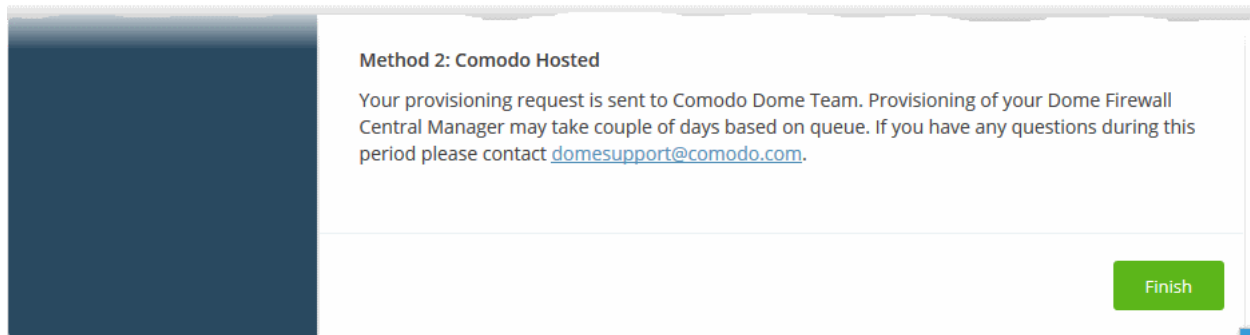 Method 2: Comodo Hosted
Your provisioning request is sent to Comodo Dome Team. Provisioning of your Dome Firewall
Central Manager may take couple of days based on queue. If you have any questions during this
period please contact domesupport@comodo.com.
Finish